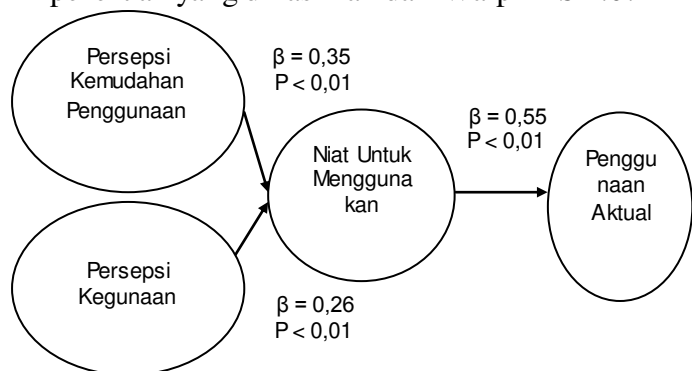 Persepsi
Kemudahan
Penggunaan
β = 0,35
P < 0,01
Niat Untuk
Mengguna
kan
β = 0,55
P < 0,01
Penggu
naan
Aktual
Persepsi
Kegunaan
β = 0,26
P < 0,01